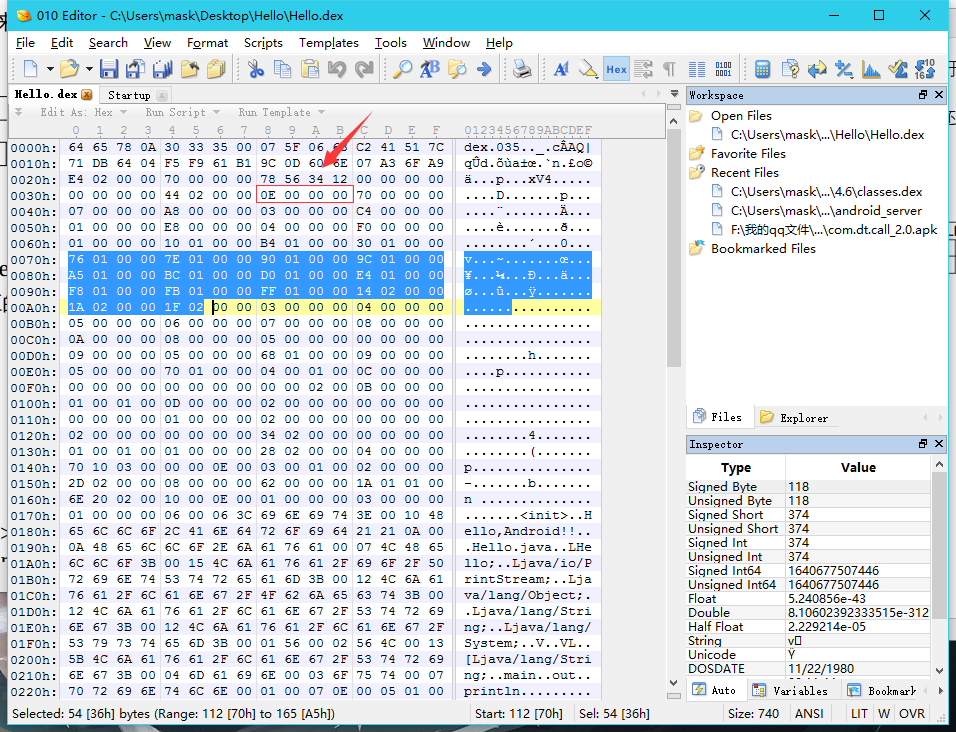 010 Editor - C:\Users\mask\Desktop\Hello\Hello.dex
File Edit Search View Format Scripts Templates Tools Window Help
Hex
Hello.dex Startup
Edit As: Hex Run Script Run Template
0 1 2 3 4 5 6 7 8 9 A B C D E F 0123456789ABCDEF
0000h: 64 65 78 0A 30 33 35 00 07 5F 06 63 C2 41 51 7C dex.035.._.cÂAQ|
0010h: 71 DB 64 04 F5 F9 61 B1 9C 0D 60 6E 07 A3 6F A9 qÛd.õùa±œ.`n.£o©
0020h: E4 02 00 00 70 00 00 00 78 56 34 12 00 00 00 00 ä...p...xV4.....
0030h: 00 00 00 00 44 02 00 00 0E 00 00 00 70 00 00 00 ....D.......p...
0040h: 07 00 00 00 A8 00 00 00 03 00 00 00 C4 00 00 00 ....¨.......Ä...
0050h: 01 00 00 00 E8 00 00 00 04 00 00 00 F0 00 00 00 ....è.......ð...
0060h: 01 00 00 00 10 01 00 00 B4 01 00 00 30 01 00 00 ........´...0...
0070h: 76 01 00 00 7E 01 00 00 90 01 00 00 9C 01 00 00 v...~.......œ...
0080h: A5 01 00 00 BC 01 00 00 D0 01 00 00 E4 01 00 00 ¥...¼...Ð...ä...
0090h: F8 01 00 00 FB 01 00 00 FF 01 00 00 14 02 00 00 ø...û...ÿ.......
00A0h: 1A 02 00 00 1F 02 00 00 03 00 00 00 04 00 00 00 ................
00B0h: 05 00 00 00 06 00 00 00 07 00 00 00 08 00 00 00 ................
00C0h: 0A 00 00 00 08 00 00 00 05 00 00 00 00 00 00 00 ................
00D0h: 09 00 00 00 05 00 00 00 68 01 00 00 09 00 00 00 ........h.......
00E0h: 05 00 00 00 70 01 00 00 04 00 01 00 0C 00 00 00 ....p...........
00F0h: 00 00 00 00 00 00 00 00 00 00 02 00 0B 00 00 00 ................
0100h: 01 00 01 00 0D 00 00 00 02 00 00 00 00 00 00 00 ................
0110h: 00 00 00 00 01 00 00 00 02 00 00 00 00 00 00 00 ................
0120h: 02 00 00 00 00 00 00 00 34 02 00 00 00 00 00 00 ........4.......
0130h: 01 00 01 00 01 00 00 00 28 02 00 00 04 00 00 00 ........(.......
0140h: 70 10 03 00 00 00 0E 00 03 00 01 00 02 00 00 00 p...............
0150h: 2D 02 00 00 08 00 00 00 62 00 00 00 1A 01 01 00 -.......b.......
0160h: 6E 20 02 00 10 00 0E 00 01 00 00 00 03 00 00 00 n ..............
0170h: 01 00 00 00 06 00 06 3C 69 6E 69 74 3E 00 10 48 .......<init>..H
0180h: 65 6C 6C 6F 2C 41 6E 64 72 6F 69 64 21 21 0A 00 ello,Android!!..
0190h: 0A 48 65 6C 6C 6F 2E 6A 61 76 61 00 07 4C 48 65 .Hello.java..LHe
01A0h: 6C 6C 6F 3B 00 15 4C 6A 61 76 61 2F 69 6F 2F 50 llo;..Ljava/io/P
01B0h: 72 69 6E 74 53 74 72 65 61 6D 3B 00 12 4C 6A 61 rintStream;..Lja
01C0h: 76 61 2F 6C 61 6E 67 2F 4F 62 6A 65 63 74 3B 00 va/lang/Object;.
01D0h: 12 4C 6A 61 76 61 2F 6C 61 6E 67 2F 53 74 72 69 .Ljava/lang/Stri
01E0h: 6E 67 3B 00 12 4C 6A 61 76 61 2F 6C 61 6E 67 2F ng;..Ljava/lang/
01F0h: 53 79 73 74 65 6D 3B 00 01 56 00 02 56 4C 00 13 System;..V..VL..
0200h: 5B 4C 6A 61 76 61 2F 6C 61 6E 67 2F 53 74 72 69 [Ljava/lang/Stri
0210h: 6E 67 3B 00 04 6D 61 69 6E 00 03 6F 75 74 00 07 ng;..main..out..
0220h: 70 72 69 6E 74 6C 6E 00 01 00 07 0E 00 05 01 00 println.........
Workspace
Open Files
C:\Users\mask\...\Hello\Hello.dex
Favorite Files
Recent Files
C:\Users\mask\...\4.6\classes.dex
C:\Users\mask\...\android_server
F:\我的qq文件\...\com.dt.call_2.0.apk
Bookmarked Files
Files Explorer
Inspector
Type Value
Signed Byte 118
Unsigned Byte 118
Signed Short 374
Unsigned Short 374
Signed Int 374
Unsigned Int 374
Signed Int64 1640677507446
Unsigned Int64 1640677507446
Float 5.240856e-43
Double 8.10602392333515e-312
Half Float 2.229214e-05
String v
Unicode Ÿ
DOSDATE 11/22/1980
Auto Variables Bookmark
Selected: 54 [36h] bytes (Range: 112 [70h] to 165 [A5h]) Start: 112 [70h] Sel: 54 [36h] Size: 740 ANSI LIT W OVR